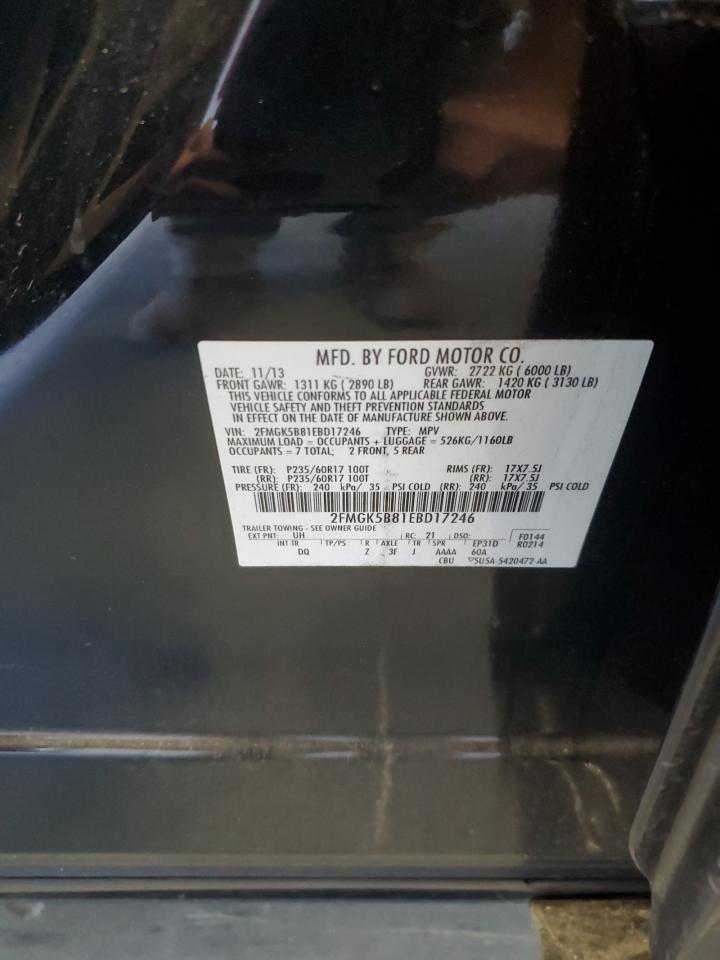 MFD. BY FORD MOTOR CO.
DATE: 11/13 GVWR: 2722 KG ( 6000 LB)
FRONT GAWR: 1311 KG ( 2890 LB) REAR GAWR: 1420 KG ( 3130 LB)
THIS VEHICLE CONFORMS TO ALL APPLICABLE FEDERAL MOTOR
VEHICLE SAFETY AND THEFT PREVENTION STANDARDS
IN EFFECT ON THE DATE OF MANUFACTURE SHOWN ABOVE.
VIN: 2FMGK5B81EBD17246 TYPE: MPV
MAXIMUM LOAD = OCCUPANTS + LUGGAGE = 526KG/1160LB
OCCUPANTS = 7 TOTAL; 2 FRONT, 5 REAR
TIRE (FR): P235/60R17 100T RIMS (FR): 17X7.5J
(RR): P235/60R17 100T (RR): 17X7.5J
PRESSURE (FR): 240 kPa/ 35 PSI COLD (RR): 240 kPa/ 35 PSI COLD
2FMGK5B81EBD17246
TRAILER TOWING - SEE OWNER GUIDE
EXT PNT: UH RC: 21 DSO: F0144
INT TR TP/PS R AXLE TR SPR EP31D R0214
DQ Z 3F J AAAA 60A
CBU 5U5A-5420472-AA